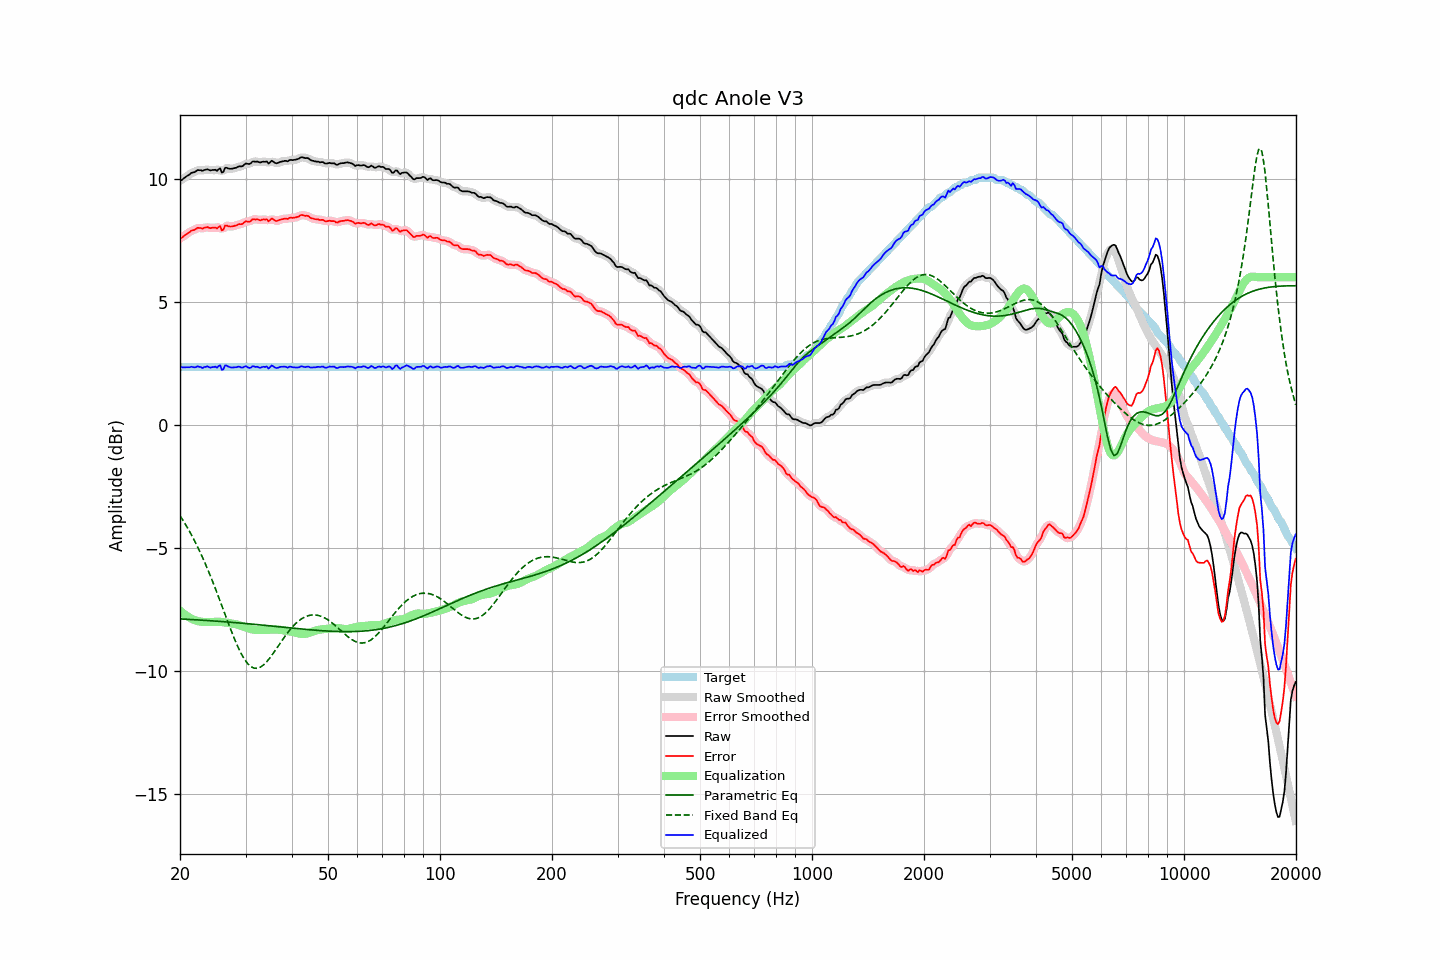 qdc Anole V3
Amplitude (dBr)
10
5
0
−5
−10
−15
Target
Raw Smoothed
Error Smoothed
Raw
Error
Equalization
Parametric Eq
Fixed Band Eq
Equalized
20 50 100 200 500 1000 2000 5000 10000 20000
Frequency (Hz)